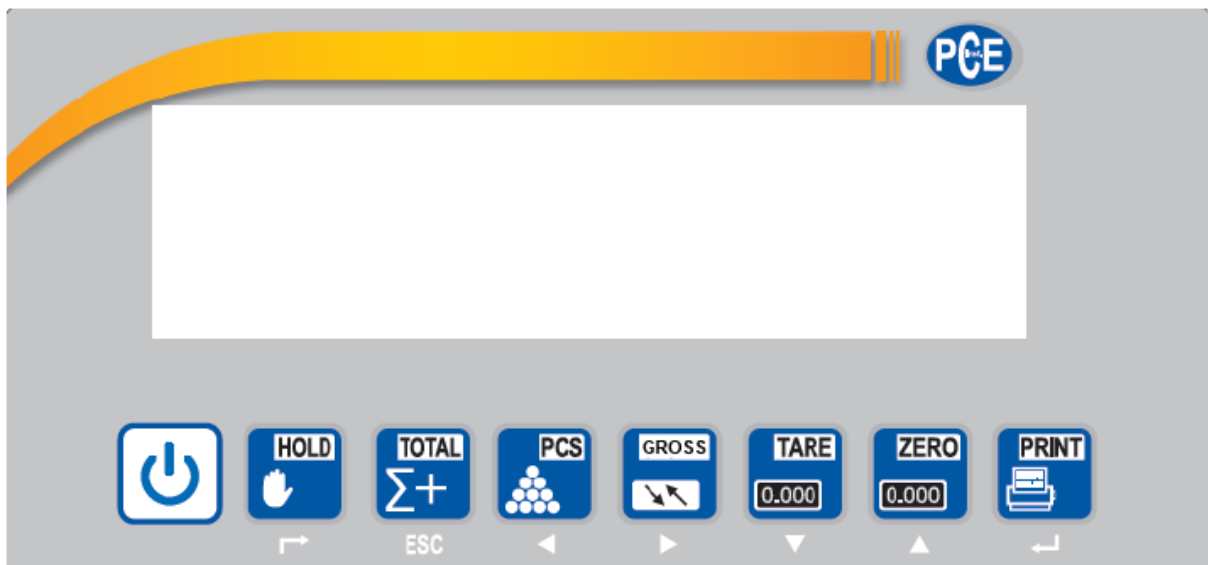 PCE
HOLD TOTAL PCS GROSS TARE ZERO PRINT
Σ+ 0.000 0.000
ESC